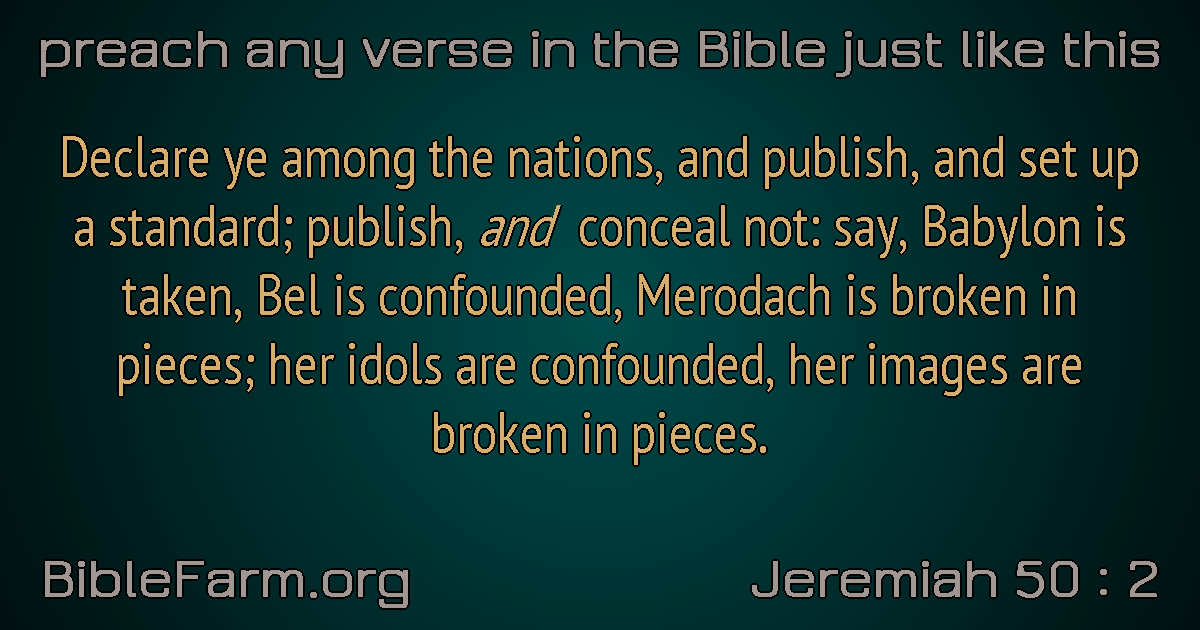 preach any verse in the Bible just like this
Declare ye among the nations, and publish, and set up
a standard; publish, and conceal not: say, Babylon is
taken, Bel is confounded, Merodach is broken in
pieces; her idols are confounded, her images are
broken in pieces.
BibleFarm.org
Jeremiah 50 : 2